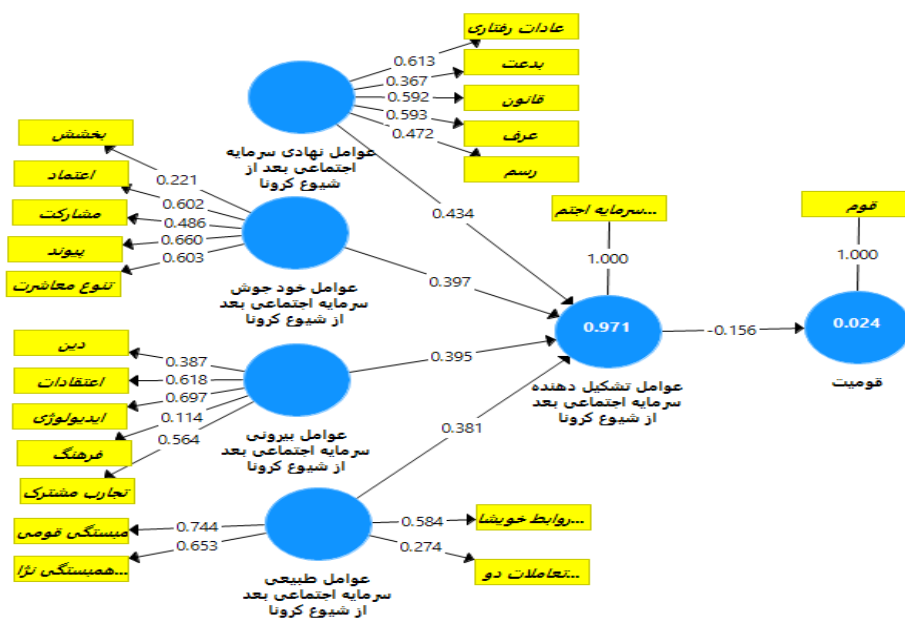 عادات رفتاری
0.613
بدعت
0.367
قانون
0.592
عرف
0.593
رسم
0.472
عوامل نهادی سرمایه
اجتماعی بعد از
شیوع کرونا
0.434
بخشش
0.221
اعتماد
0.602
مشارکت
0.486
پیوند
0.660
تنوع معاشرت
0.603
عوامل خود جوش
سرمایه اجتماعی بعد
از شیوع کرونا
0.397
دین
0.387
اعتقادات
0.618
ایدیولوژی
0.697
فرهنگ
0.114
تجارب مشترک
0.564
عوامل بیرونی
سرمایه اجتماعی بعد
از شیوع کرونا
0.395
مبستگی قومی
0.744
همبستگی نژا...
0.653
روابط خویشا...
0.584
تعاملات دو...
0.274
عوامل طبیعی
سرمایه اجتماعی بعد
از شیوع کرونا
0.381
سرمایه اجتم...
1.000
0.971
عوامل تشکیل دهنده
سرمایه اجتماعی بعد
از شیوع کرونا
-0.156
قوم
1.000
0.024
قومیت